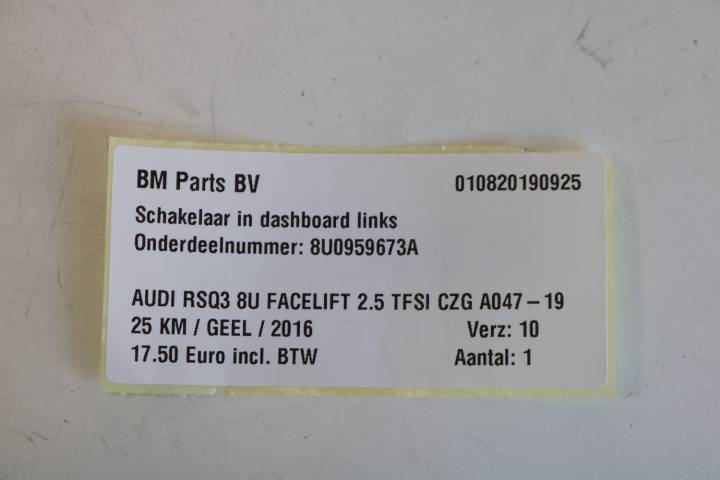 BM Parts BV 010820190925
Schakelaar in dashboard links
Onderdeelnummer: 8U0959673A
AUDI RSQ3 8U FACELIFT 2.5 TFSI CZG A047-19
25 KM / GEEL / 2016 Verz: 10
17.50 Euro incl. BTW Aantal: 1